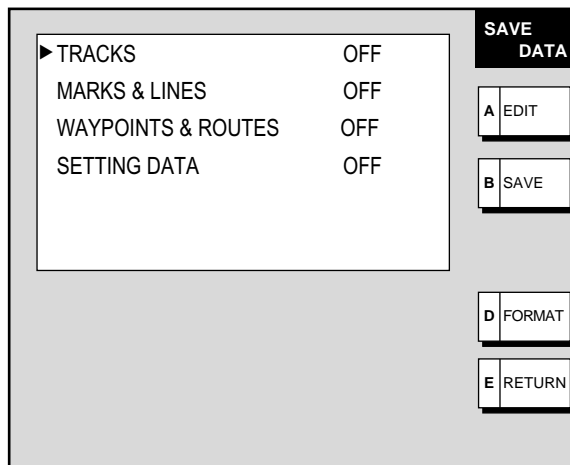 SAVE
DATA
▶TRACKS OFF
MARKS & LINES OFF
WAYPOINTS & ROUTES OFF
SETTING DATA OFF
A EDIT
B SAVE
D FORMAT
E RETURN